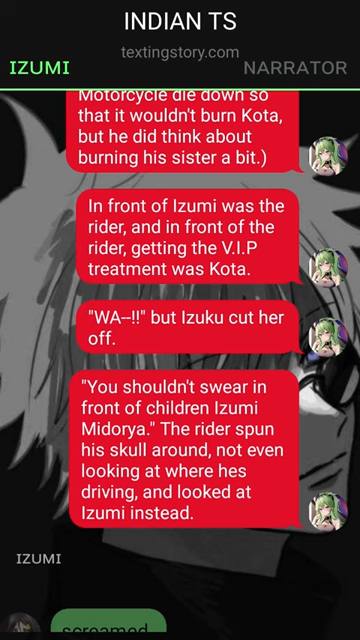 INDIAN TS
textingstory.com
IZUMI NARRATOR
Motorcycle die down so
that it wouldn't burn Kota,
but he did think about
burning his sister a bit.)
In front of Izumi was the
rider, and in front of the
rider, getting the V.I.P
treatment was Kota.
"WA--!!" but Izuku cut her
off.
"You shouldn't swear in
front of children Izumi
Midorya." The rider spun
his skull around, not even
looking at where hes
driving, and looked at
Izumi instead.
IZUMI
screamed